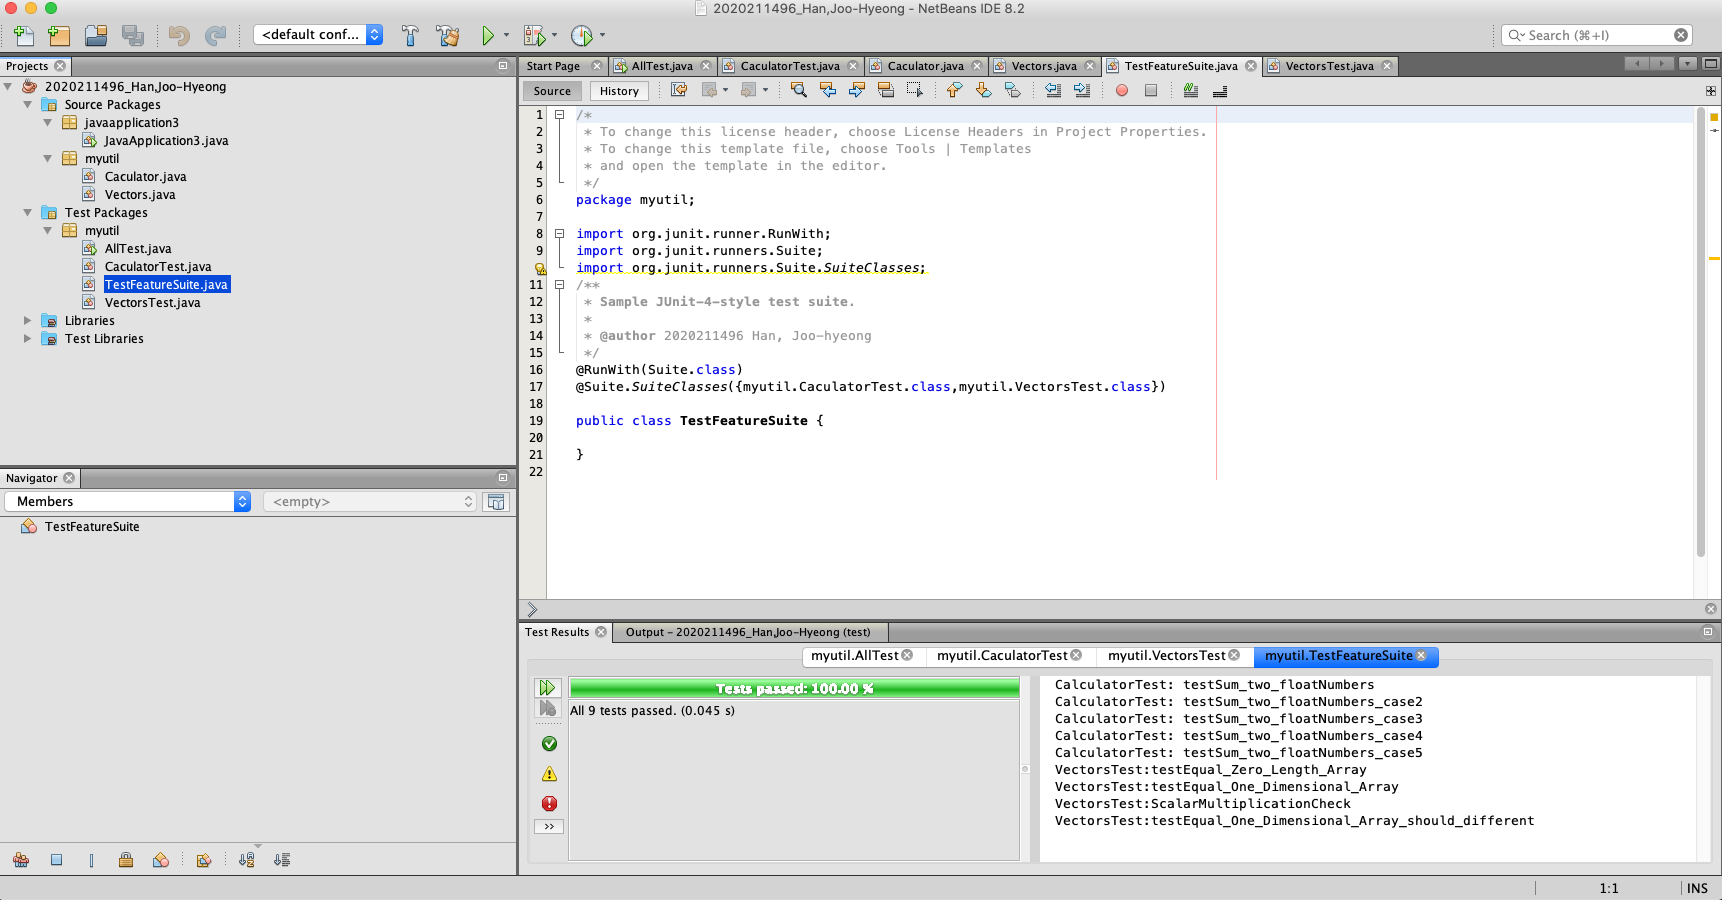 2020211496_Han,Joo-Hyeong - NetBeans IDE 8.2
<default conf...
Search (⌘+I)
Projects
2020211496_Han,Joo-Hyeong
Source Packages
javaapplication3
JavaApplication3.java
myutil
Caculator.java
Vectors.java
Test Packages
myutil
AllTest.java
CaculatorTest.java
TestFeatureSuite.java
VectorsTest.java
Libraries
Test Libraries
Navigator
Members
<empty>
TestFeatureSuite
Start Page AllTest.java CaculatorTest.java Caculator.java Vectors.java TestFeatureSuite.java VectorsTest.java
Source History
1 /*
2 * To change this license header, choose License Headers in Project Properties.
3 * To change this template file, choose Tools | Templates
4 * and open the template in the editor.
5 */
6 package myutil;
7
8 import org.junit.runner.RunWith;
9 import org.junit.runners.Suite;
import org.junit.runners.Suite.SuiteClasses;
11 /**
12 * Sample JUnit-4-style test suite.
13 *
14 * @author 2020211496 Han, Joo-hyeong
15 */
16 @RunWith(Suite.class)
17 @Suite.SuiteClasses({myutil.CaculatorTest.class,myutil.VectorsTest.class})
18
19 public class TestFeatureSuite {
20
21 }
22
Test Results Output - 2020211496_Han,Joo-Hyeong (test)
myutil.AllTest myutil.CaculatorTest myutil.VectorsTest myutil.TestFeatureSuite
Tests passed: 100.00 %
All 9 tests passed. (0.045 s)
CalculatorTest: testSum_two_floatNumbers
CalculatorTest: testSum_two_floatNumbers_case2
CalculatorTest: testSum_two_floatNumbers_case3
CalculatorTest: testSum_two_floatNumbers_case4
CalculatorTest: testSum_two_floatNumbers_case5
VectorsTest:testEqual_Zero_Length_Array
VectorsTest:testEqual_One_Dimensional_Array
VectorsTest:ScalarMultiplicationCheck
VectorsTest:testEqual_One_Dimensional_Array_should_different
1:1 INS